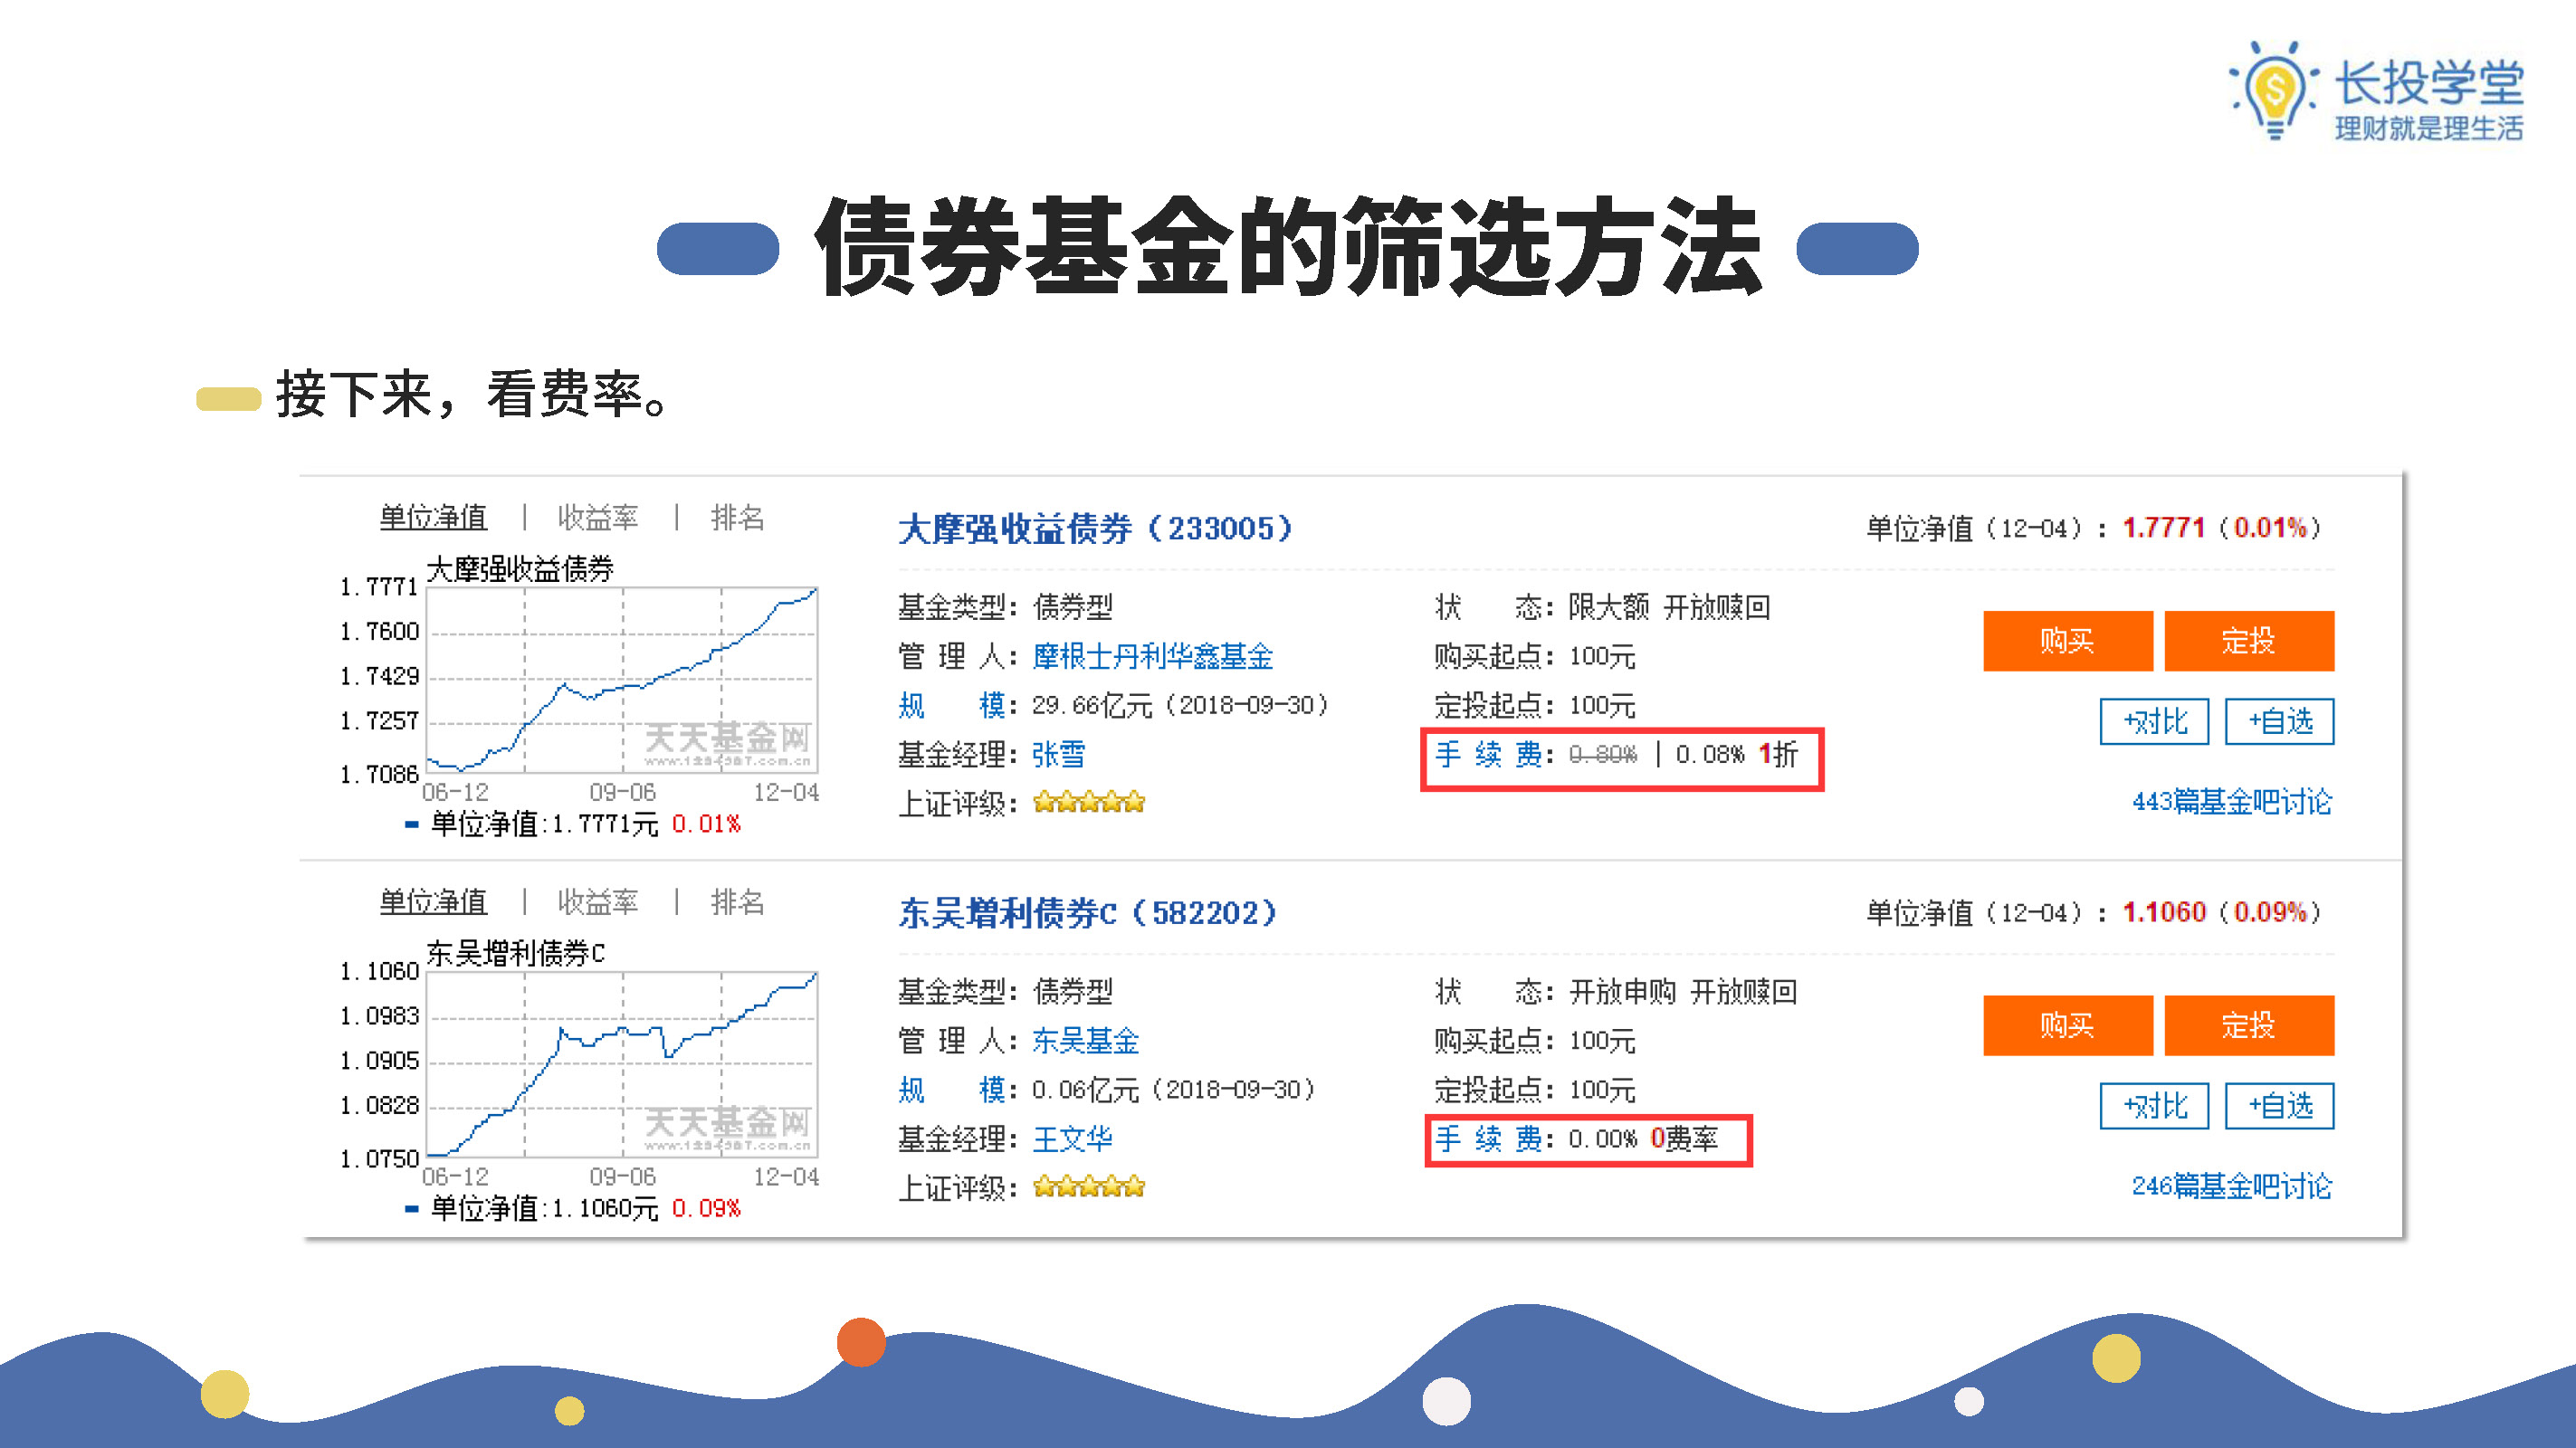 长投学堂
理财就是理生活
债券基金的筛选方法
接下来，看费率。
单位净值 | 收益率 | 排名
大摩强收益债券
1.7771
1.7600
1.7429
1.7257
1.7086
天天基金网
www.1234567.com.cn
06-12 09-06 12-04
单位净值:1.7771元 0.01%
大摩强收益债券（233005）
单位净值（12-04）：1.7771（0.01%）
基金类型：债券型
管理人：摩根士丹利华鑫基金
规模：29.66亿元（2018-09-30）
基金经理：张雪
上证评级：
状态：限大额 开放赎回
购买起点：100元
定投起点：100元
手续费：0.80% | 0.08% 1折
购买 定投
+对比 +自选
443篇基金吧讨论
单位净值 | 收益率 | 排名
东吴增利债券C
1.1060
1.0983
1.0905
1.0828
1.0750
天天基金网
www.1234567.com.cn
06-12 09-06 12-04
单位净值:1.1060元 0.09%
东吴增利债券C（582202）
单位净值（12-04）：1.1060（0.09%）
基金类型：债券型
管理人：东吴基金
规模：0.06亿元（2018-09-30）
基金经理：王文华
上证评级：
状态：开放申购 开放赎回
购买起点：100元
定投起点：100元
手续费：0.00% 0费率
购买 定投
+对比 +自选
246篇基金吧讨论